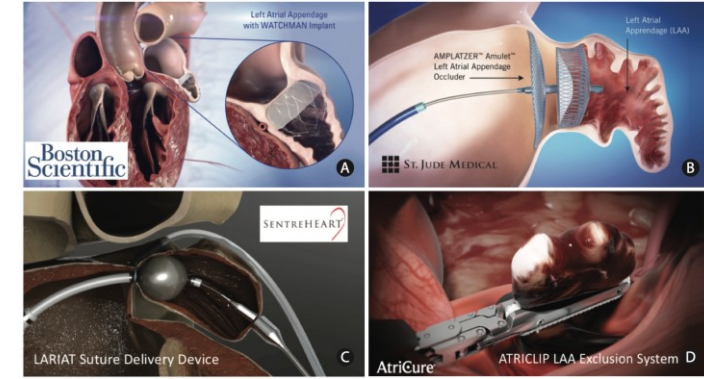 Left Atrial Appendage
with WATCHMAN Implant
Boston
Scientific
A
Left Atrial
Apprendage (LAA)
AMPLATZER™ Amulet™
Left Atrial Appendage
Occluder
ST. JUDE MEDICAL
B
SENTREHEART
LARIAT Suture Delivery Device
C
AtriCure
ATRICLIP LAA Exclusion System
D